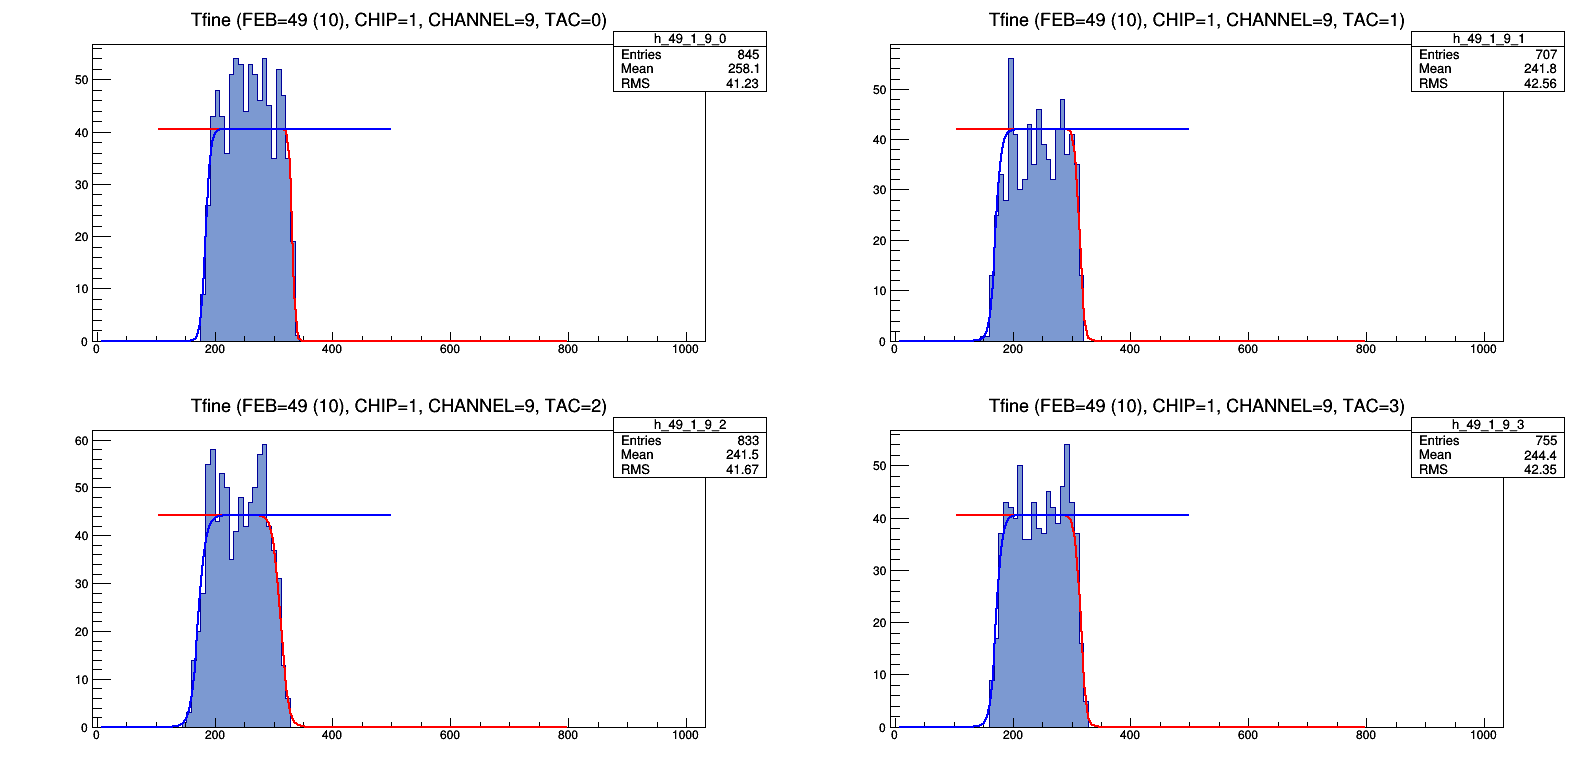 Tfine (FEB=49 (10), CHIP=1, CHANNEL=9, TAC=0)
h_49_1_9_0
Entries 845
Mean 258.1
RMS 41.23
50
40
30
20
10
0
0 200 400 600 800 1000
Tfine (FEB=49 (10), CHIP=1, CHANNEL=9, TAC=1)
h_49_1_9_1
Entries 707
Mean 241.8
RMS 42.56
50
40
30
20
10
0
0 200 400 600 800 1000
Tfine (FEB=49 (10), CHIP=1, CHANNEL=9, TAC=2)
h_49_1_9_2
Entries 833
Mean 241.5
RMS 41.67
60
50
40
30
20
10
0
0 200 400 600 800 1000
Tfine (FEB=49 (10), CHIP=1, CHANNEL=9, TAC=3)
h_49_1_9_3
Entries 755
Mean 244.4
RMS 42.35
50
40
30
20
10
0
0 200 400 600 800 1000